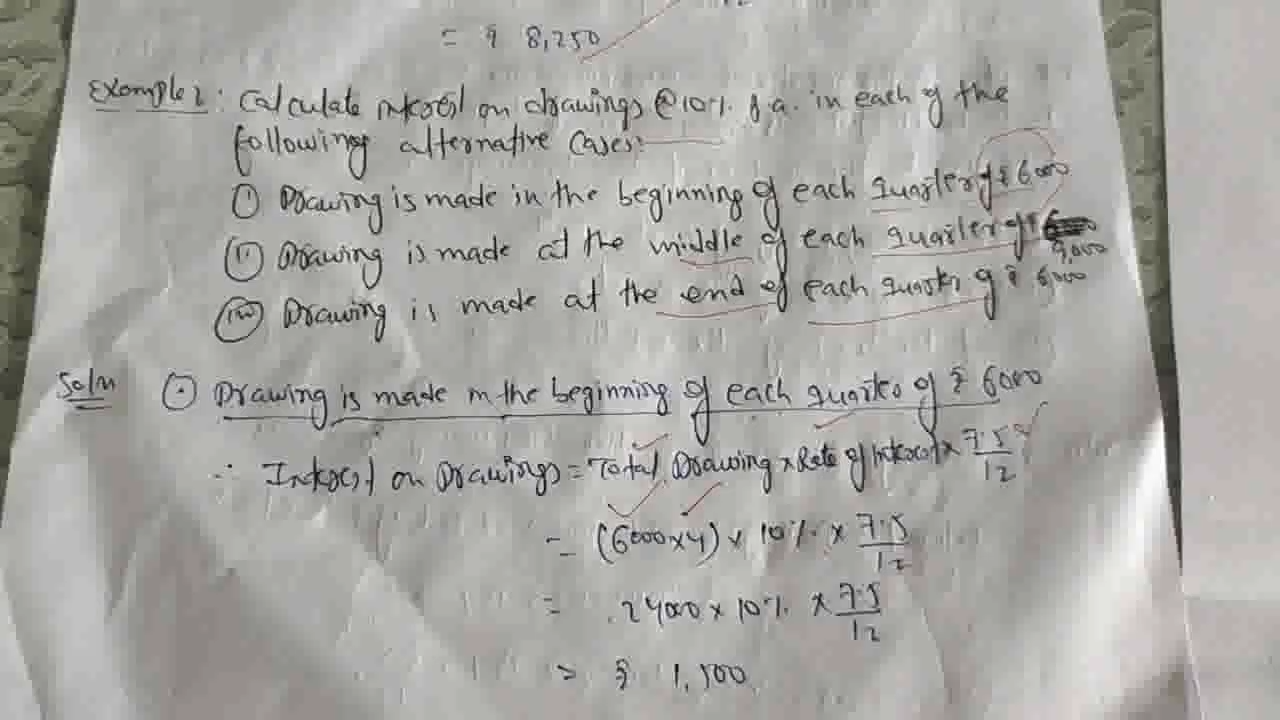 = ₹ 8,250
Example 2: Calculate interest on drawings @ 10% p.a. in each of the
following alternative cases:
(i) Drawing is made in the beginning of each quarter of ₹ 6000
(ii) Drawing is made at the middle of each quarter of ₹
9,000
(iii) Drawing is made at the end of each quarter of ₹ 6,000
Soln (i) Drawing is made in the beginning of each quarter of ₹ 6000
∴ Interest on Drawings = Total Drawing × Rate of Interest × 7.5/12
= (6000×4) × 10% × 7.5/12
= 24000 × 10% × 7.5/12
= ₹ 1,500